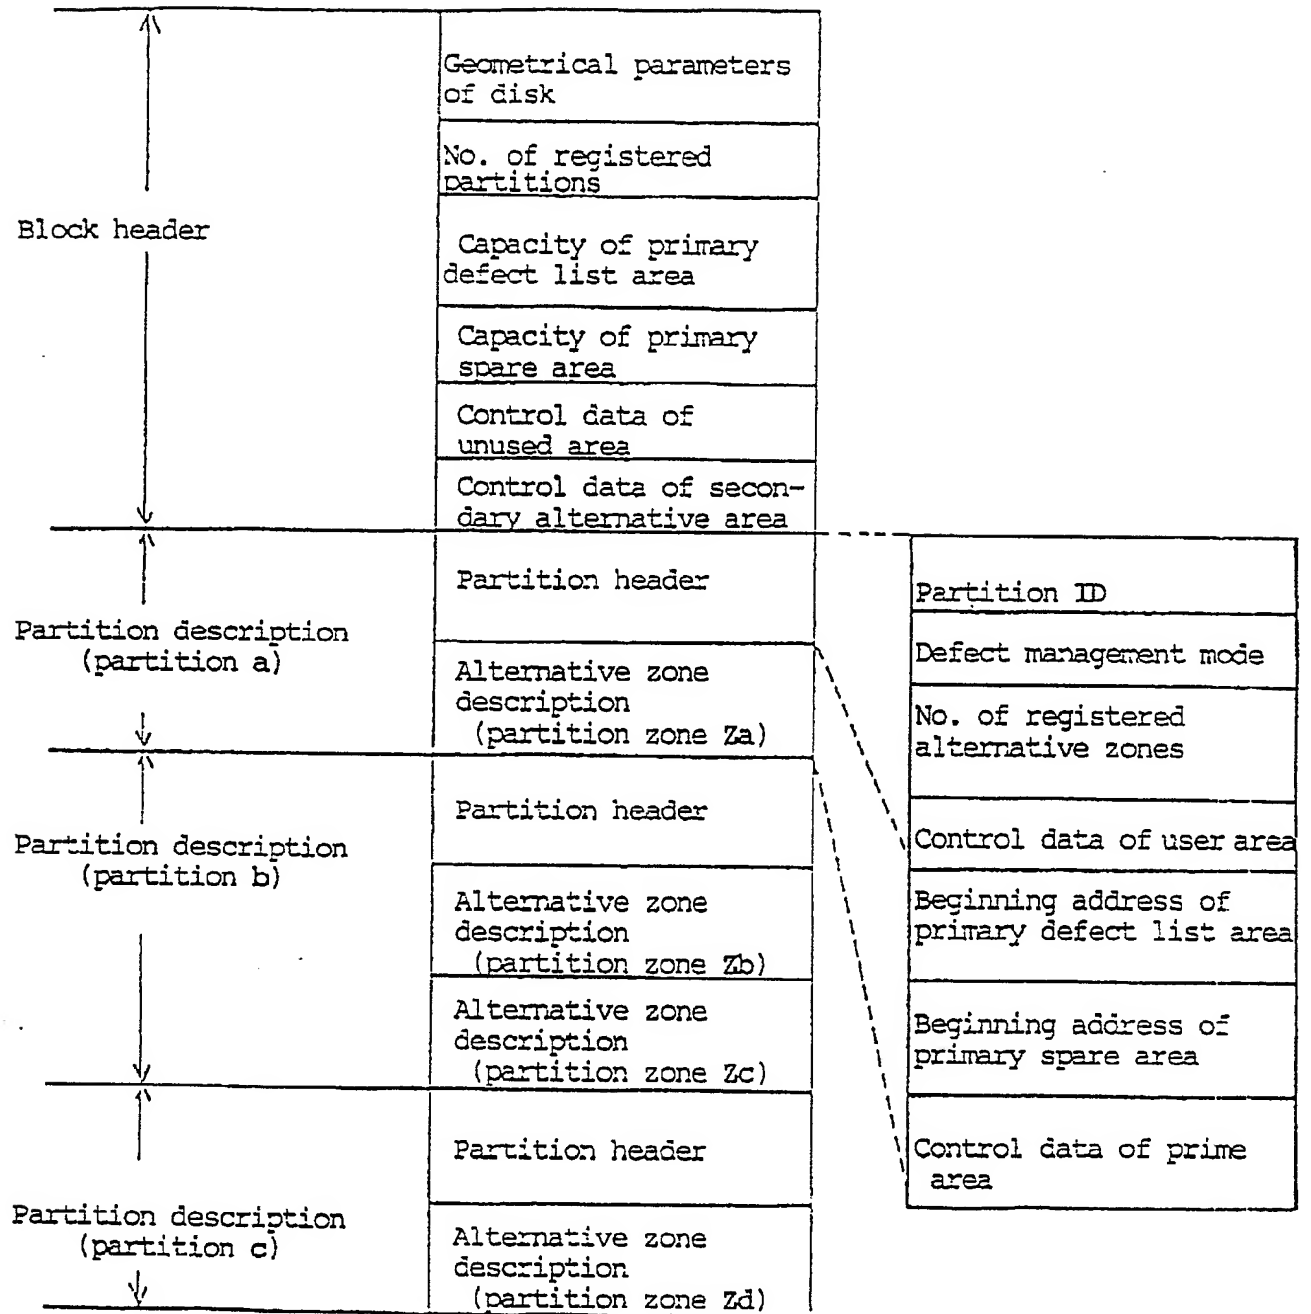 Block header
Geometrical parameters
of disk
No. of registered
partitions
Capacity of primary
defect list area
Capacity of primary
spare area
Control data of
unused area
Control data of secon-
dary alternative area
Partition description
(partition a)
Partition header
Alternative zone
description
(partition zone Za)
Partition description
(partition b)
Partition header
Alternative zone
description
(partition zone Zb)
Alternative zone
description
(partition zone Zc)
Partition description
(partition c)
Partition header
Alternative zone
description
(partition zone Zd)
Partition ID
Defect management mode
No. of registered
alternative zones
Control data of user area
Beginning address of
primary defect list area
Beginning address of
primary spare area
Control data of prime
area